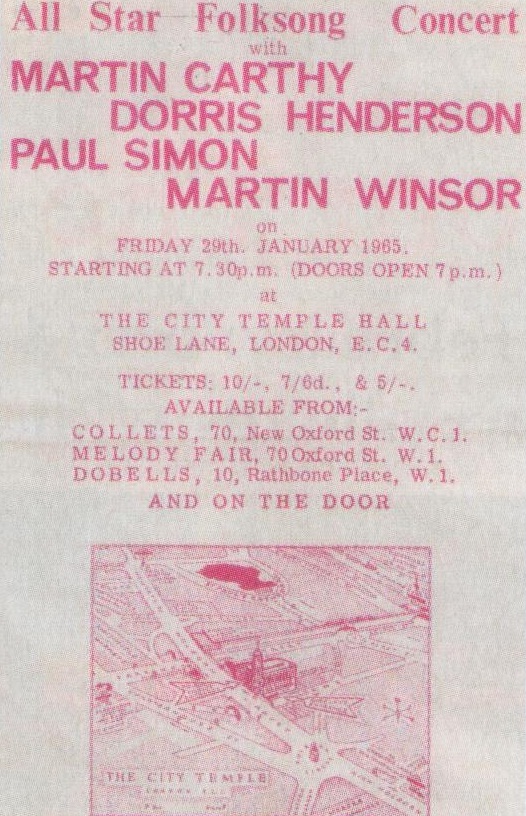 All Star Folksong Concert
with
MARTIN CARTHY
DORRIS HENDERSON
PAUL SIMON
MARTIN WINSOR
on
FRIDAY 29th. JANUARY 1965.
STARTING AT 7.30p.m. (DOORS OPEN 7p.m.)
at
THE CITY TEMPLE HALL
SHOE LANE, LONDON, E.C.4.
TICKETS: 10/-, 7/6d., & 5/-.
AVAILABLE FROM:-
COLLETS, 70, New Oxford St. W.C.1.
MELODY FAIR, 70 Oxford St. W.1.
DOBELLS, 10, Rathbone Place, W.1.
AND ON THE DOOR
THE CITY TEMPLE